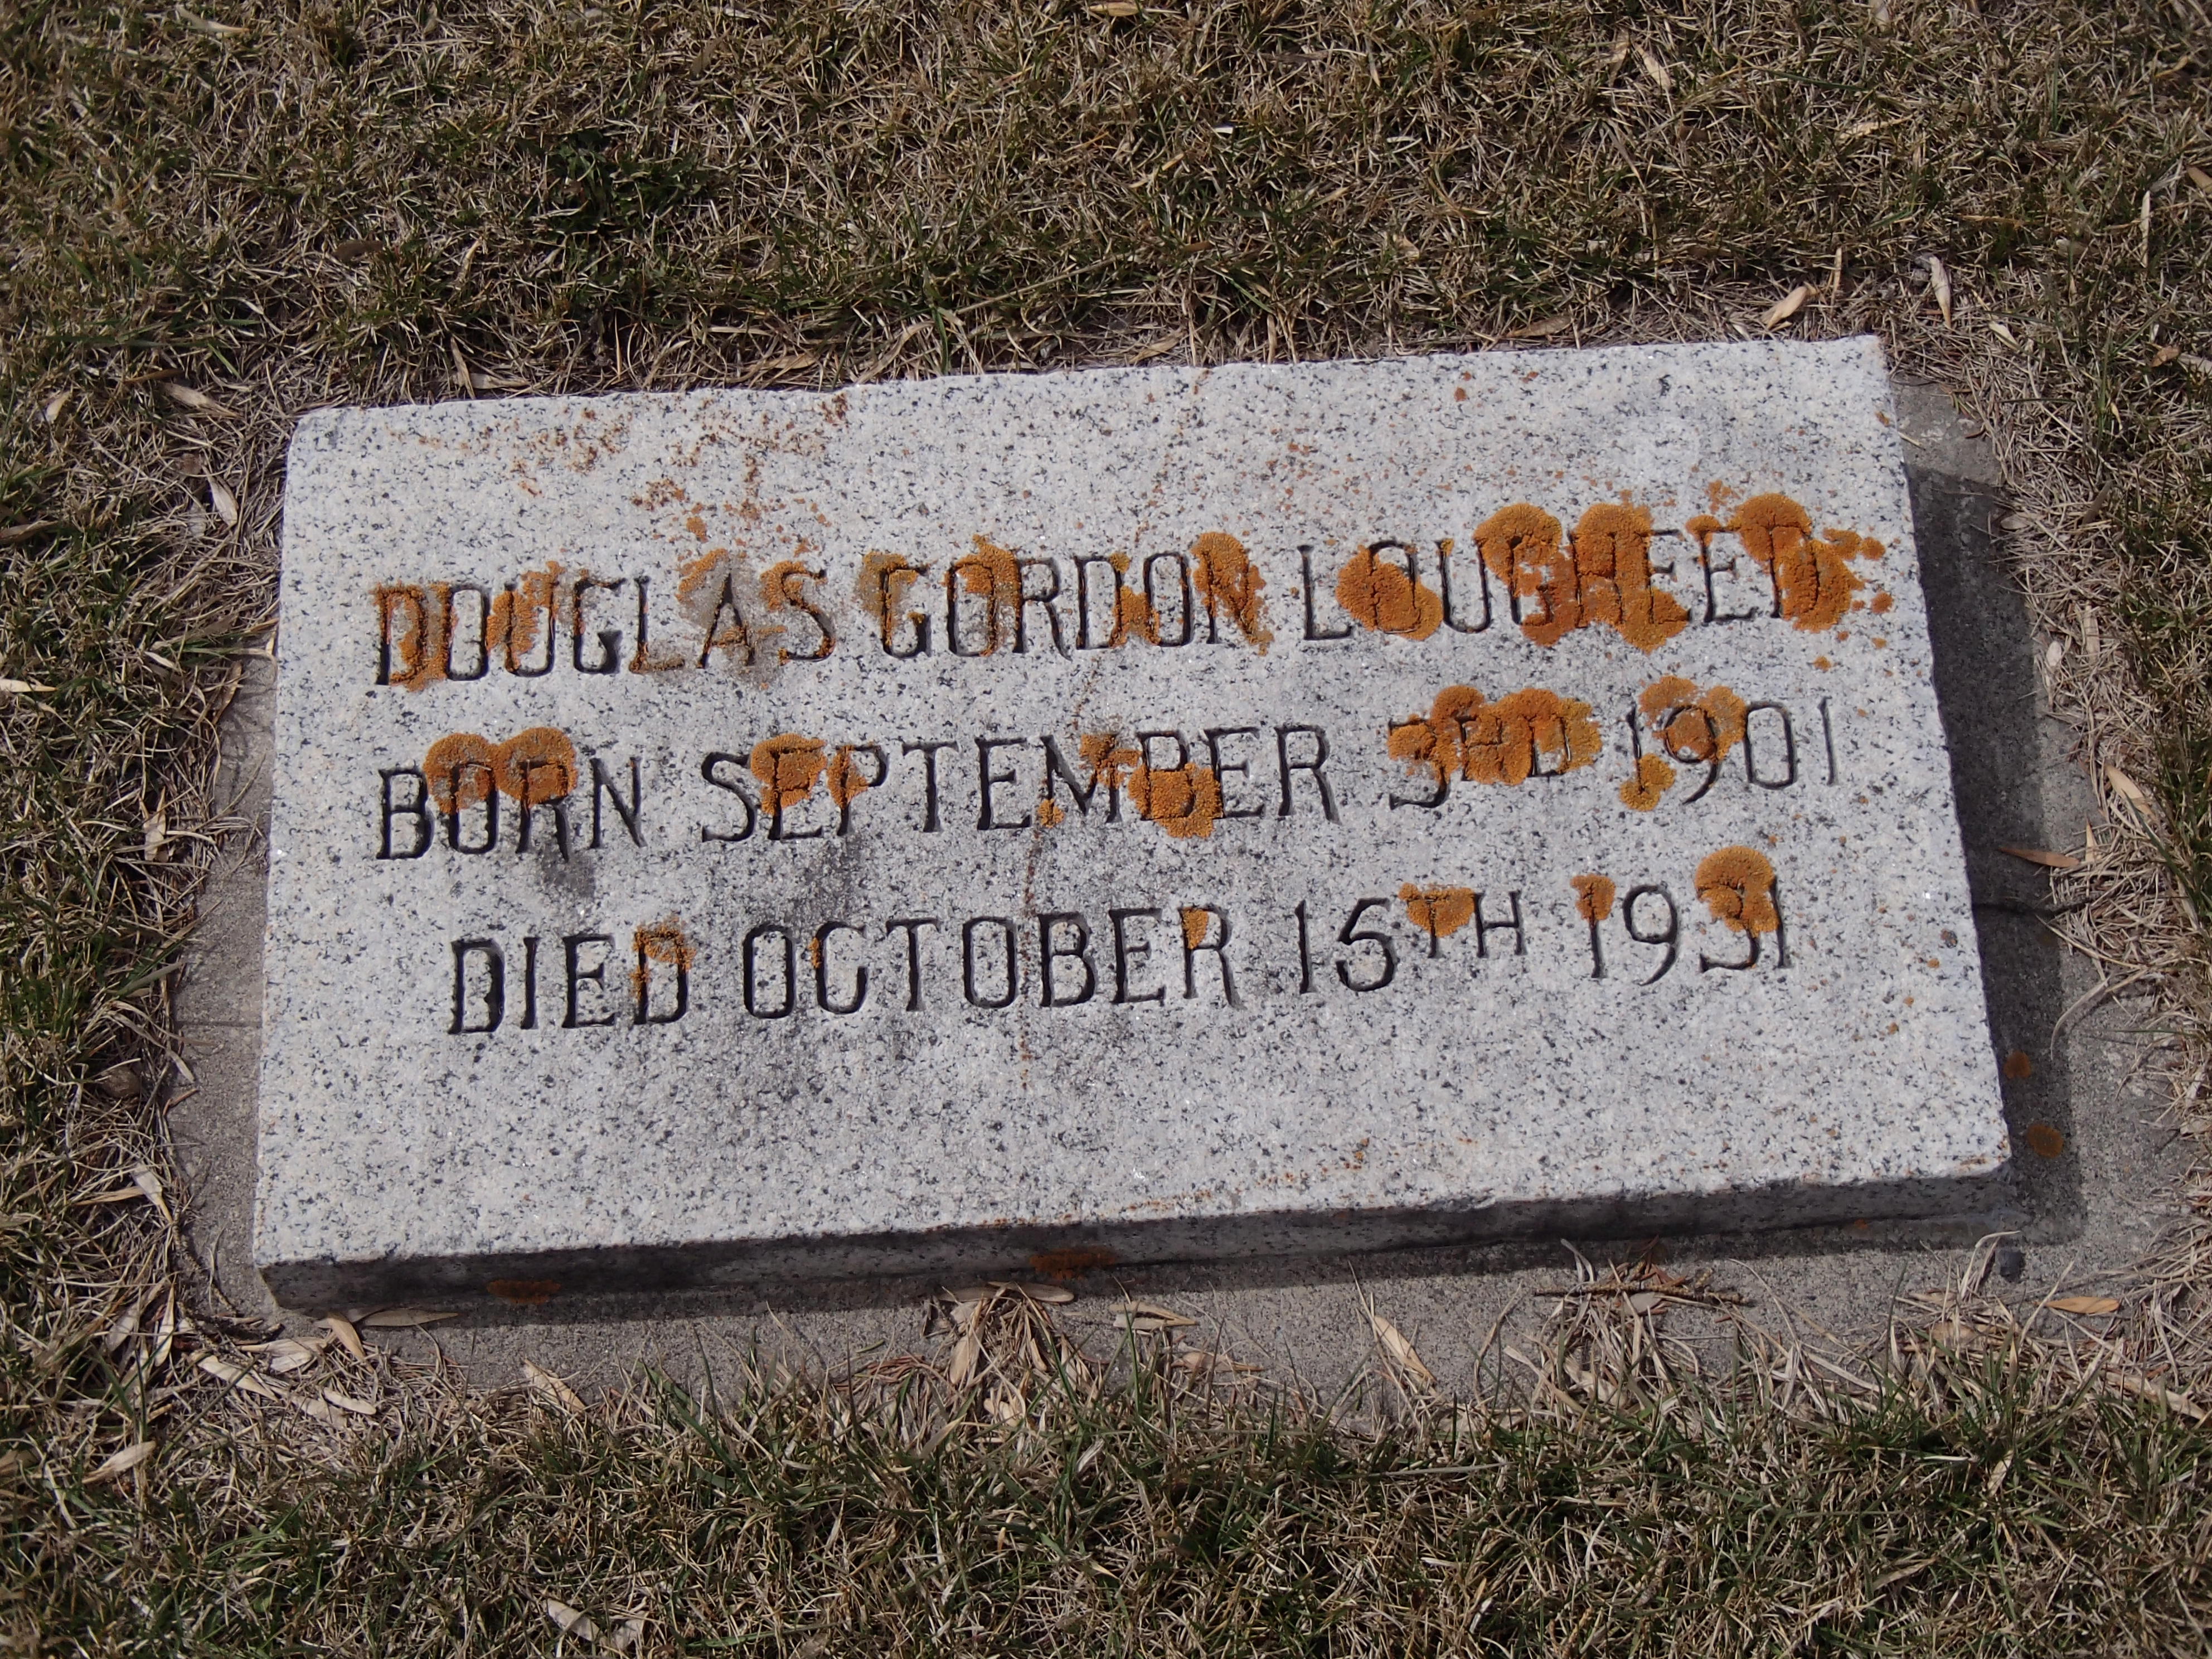 DOUGLAS GORDON LOUGHEED
BORN SEPTEMBER 3RD 1901
DIED OCTOBER 15TH 1931